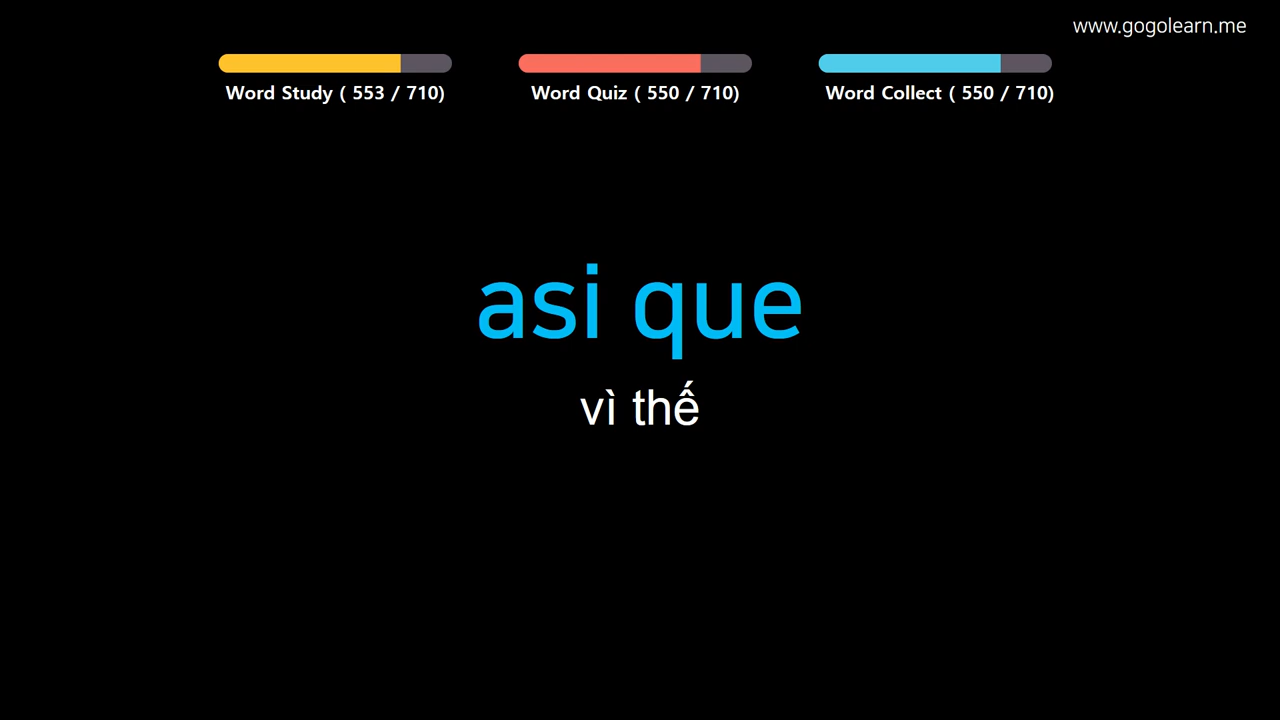 www.gogolearn.me
Word Study ( 553 / 710)
Word Quiz ( 550 / 710)
Word Collect ( 550 / 710)
asi que
vì thế